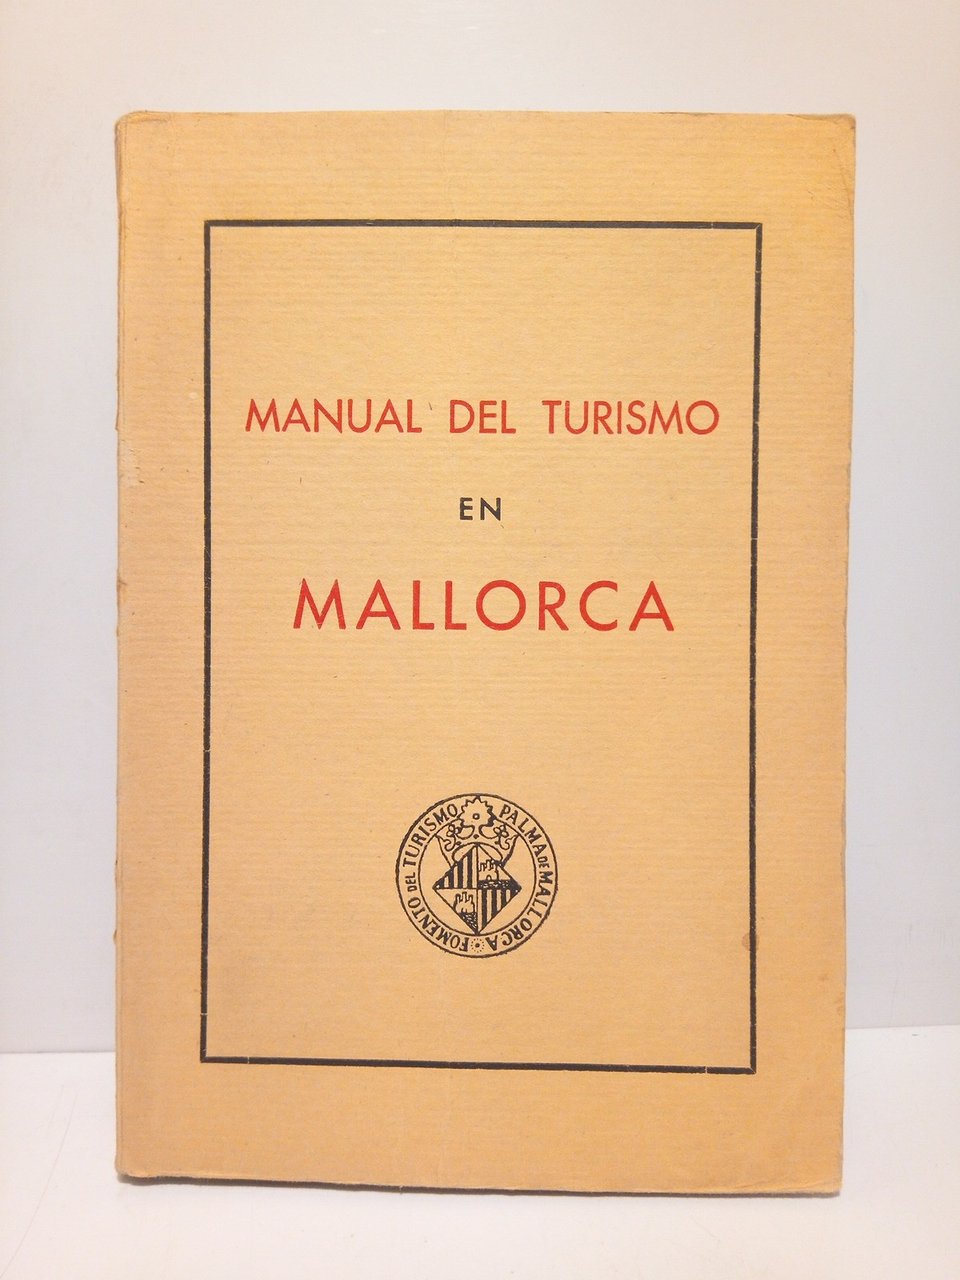 MANUAL DEL TURISMO
EN
MALLORCA
FOMENTO DEL TURISMO PALMA DE MALLORCA